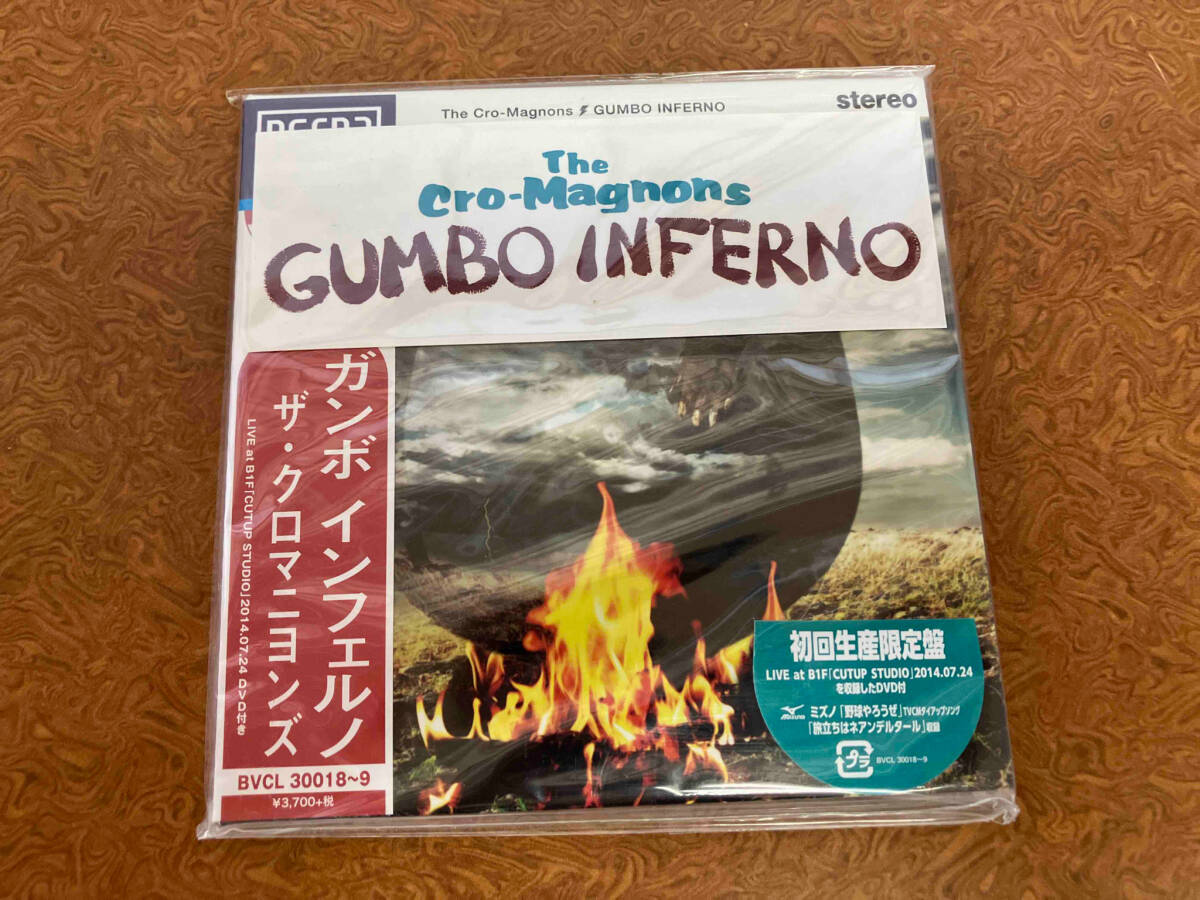 The Cro-Magnons GUMBO INFERNO
stereo
The
Cro-Magnons
GUMBO INFERNO
ガンボ インフェルノ
ザ・クロマニヨンズ
LIVE at B1F「CUTUP STUDIO」2014.07.24 DVD付き
BVCL 30018~9
¥3,700+税
初回生産限定盤
LIVE at B1F「CUTUP STUDIO」2014.07.24
を収録したDVD付
MIZUNO ミズノ「野球やろうぜ」TVCMタイアップソング
「旅立ちはネアンデルタール」収録
プラ
BVCL 30018~9